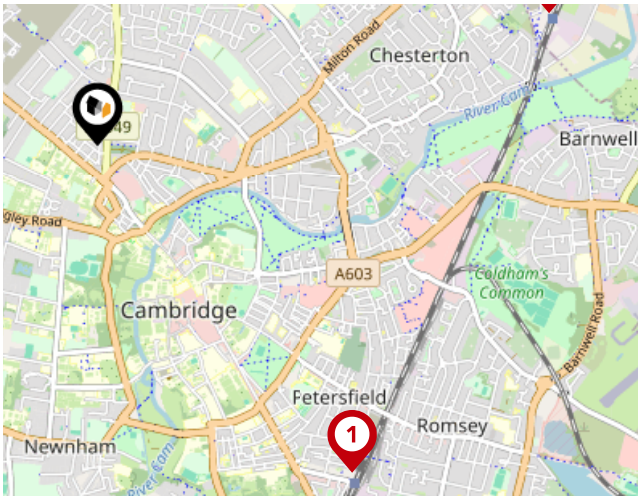 Milton Road
Chesterton
River Cam
49
Barnwell
gley Road
Coldham's
Common
A603
Cambridge
Barnwell Road
Petersfield
1
Romsey
Newnham
River Cam